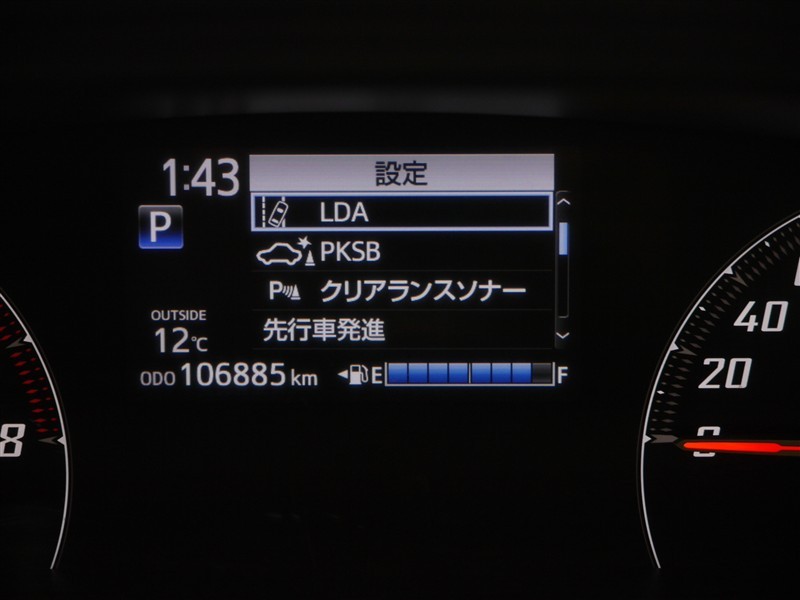 1:43
設定
LDA
P
PKSB
P クリアランスソナー
OUTSIDE
12℃
先行車発進
ODO 106885 km
E F
8
40
20
0